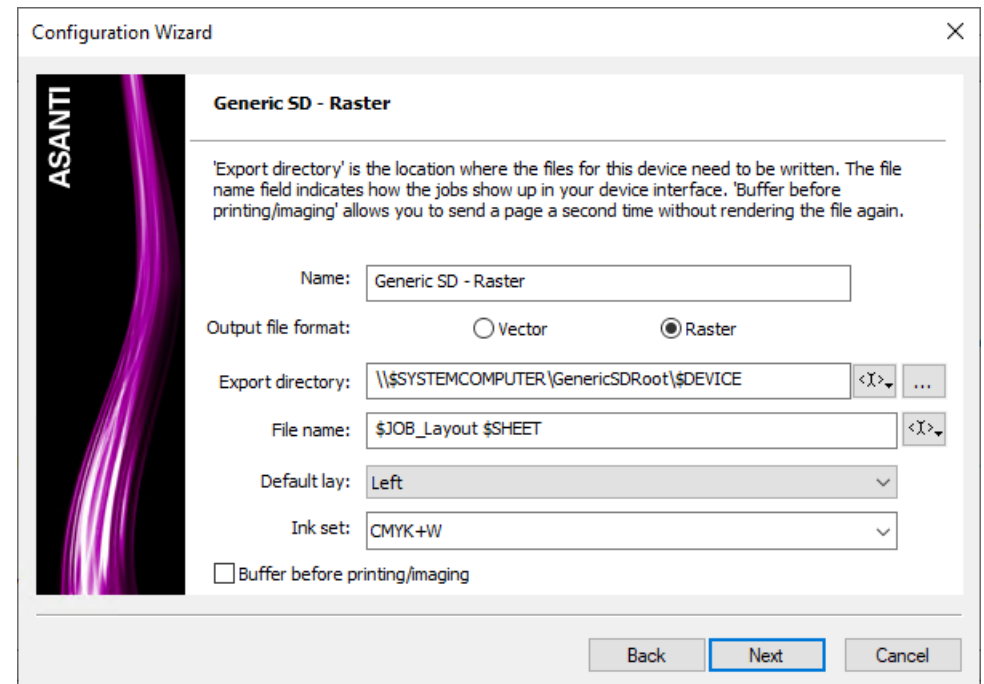 Configuration Wizard
ASANTI
Generic SD - Raster
'Export directory' is the location where the files for this device need to be written. The file
name field indicates how the jobs show up in your device interface. 'Buffer before
printing/imaging' allows you to send a page a second time without rendering the file again.
Name: Generic SD - Raster
Output file format: Vector Raster
Export directory: \\$SYSTEMCOMPUTER\GenericSDRoot\$DEVICE ...
File name: $JOB_Layout $SHEET
Default lay: Left
Ink set: CMYK+W
Buffer before printing/imaging
Back Next Cancel